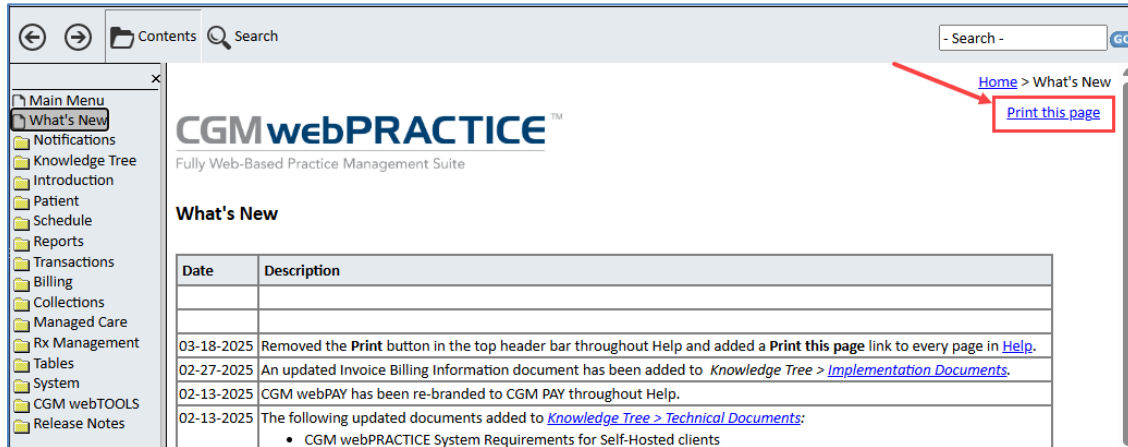 Contents Search
- Search -
GO
×
Main Menu
What's New
Notifications
Knowledge Tree
Introduction
Patient
Schedule
Reports
Transactions
Billing
Collections
Managed Care
Rx Management
Tables
System
CGM webTOOLS
Release Notes
Home > What's New
Print this page
CGM webPRACTICE™
Fully Web-Based Practice Management Suite
What's New
Date Description
03-18-2025 Removed the Print button in the top header bar throughout Help and added a Print this page link to every page in Help.
02-27-2025 An updated Invoice Billing Information document has been added to Knowledge Tree > Implementation Documents.
02-13-2025 CGM webPAY has been re-branded to CGM PAY throughout Help.
02-13-2025 The following updated documents added to Knowledge Tree > Technical Documents:
• CGM webPRACTICE System Requirements for Self-Hosted clients